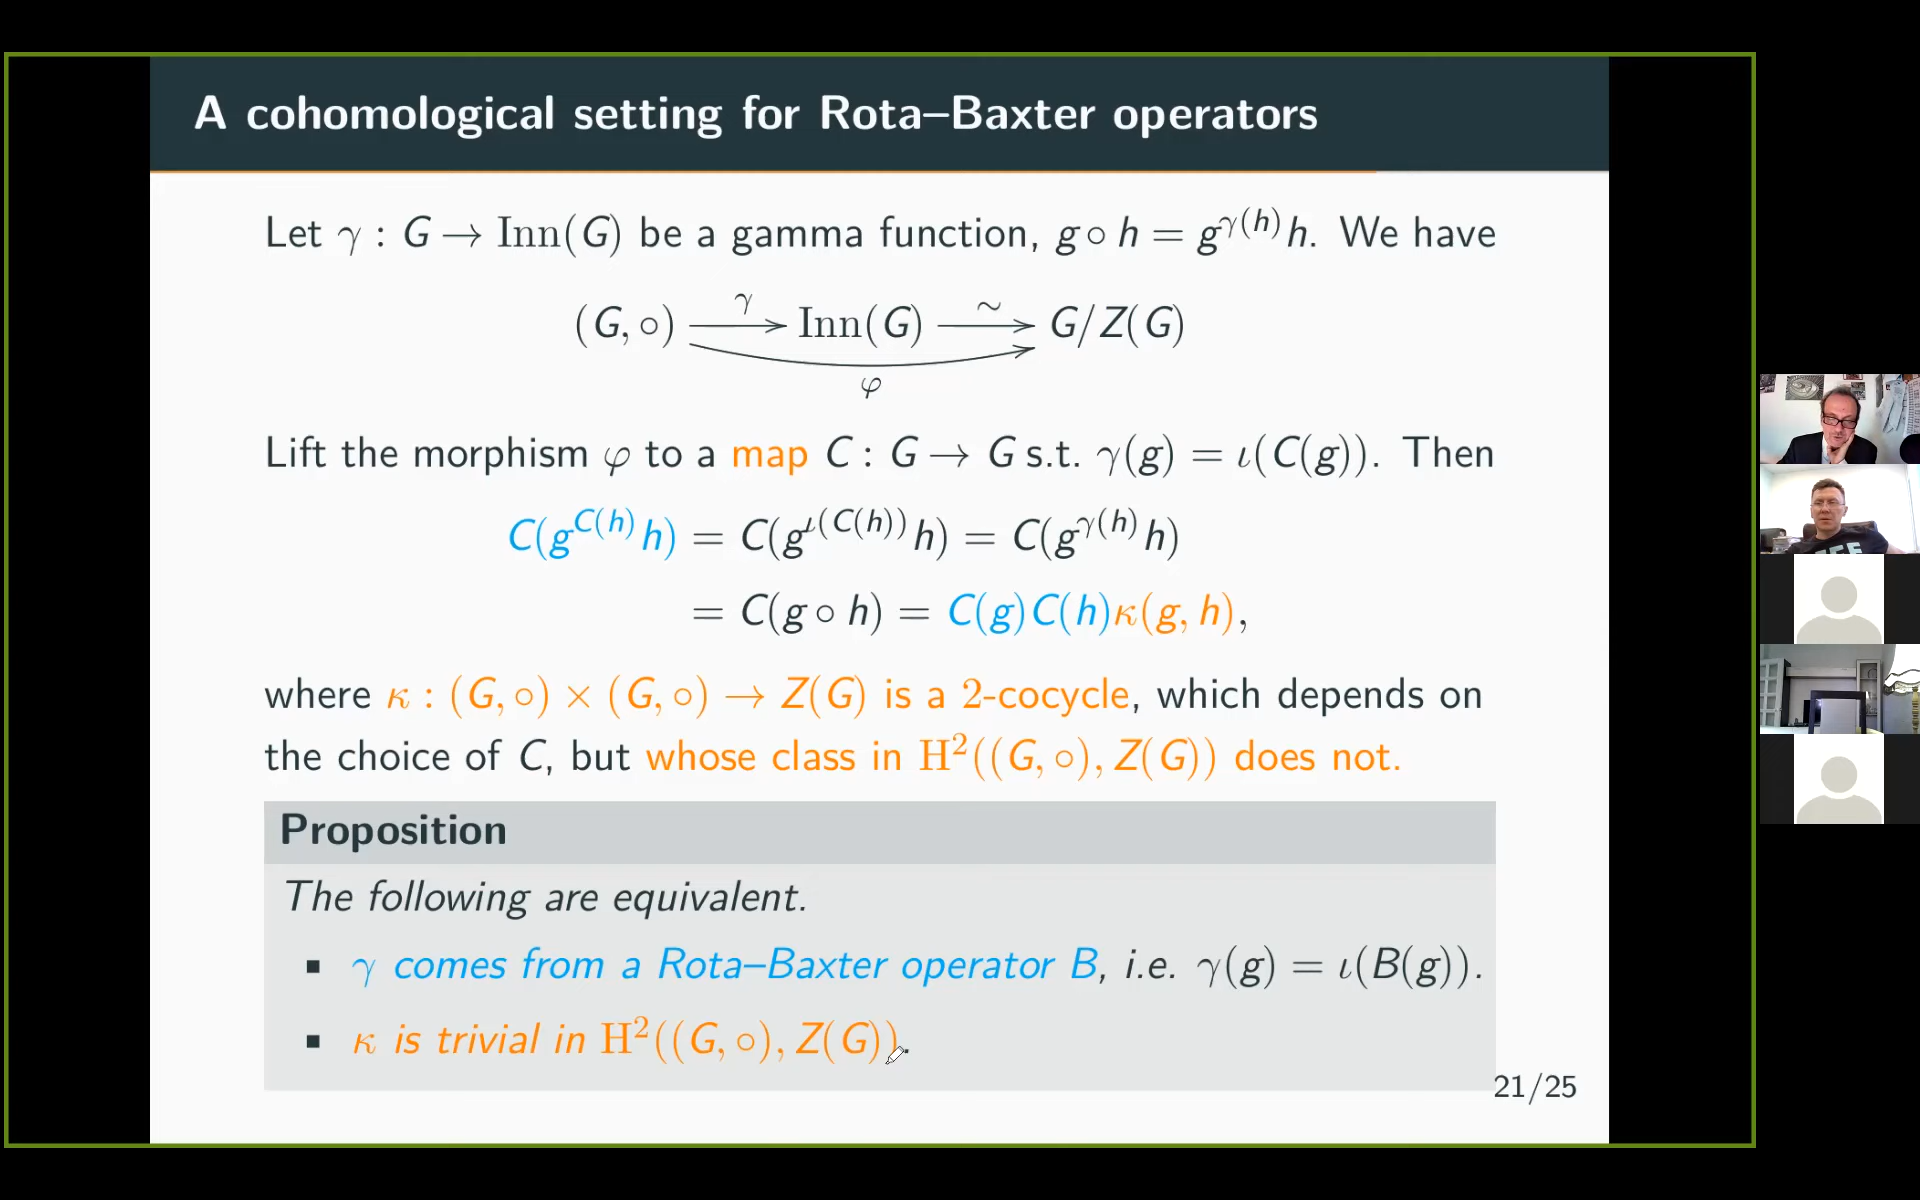 A cohomological setting for Rota–Baxter operators
Let γ : G → Inn(G) be a gamma function, g ∘ h = g^{γ(h)}h. We have
(G, ∘) —γ→ Inn(G) —∼→ G/Z(G)
φ
Lift the morphism φ to a map C : G → G s.t. γ(g) = ι(C(g)). Then
C(g^{C(h)}h) = C(g^{ι(C(h))}h) = C(g^{γ(h)}h)
= C(g ∘ h) = C(g)C(h)κ(g, h),
where κ : (G, ∘) × (G, ∘) → Z(G) is a 2-cocycle, which depends on
the choice of C, but whose class in H²((G, ∘), Z(G)) does not.
Proposition
The following are equivalent.
▪ γ comes from a Rota–Baxter operator B, i.e. γ(g) = ι(B(g)).
▪ κ is trivial in H²((G, ∘), Z(G)).
21/25